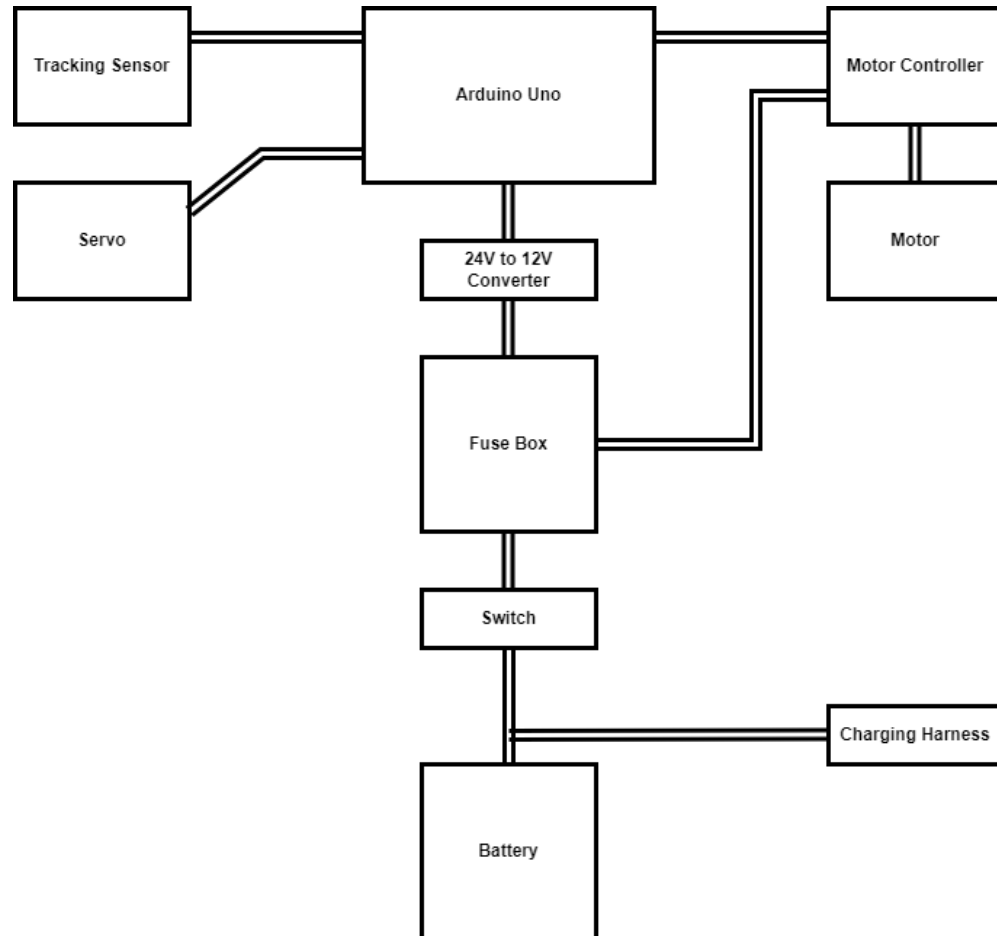 Tracking Sensor
Arduino Uno
Motor Controller
Servo
24V to 12V
Converter
Motor
Fuse Box
Switch
Charging Harness
Battery